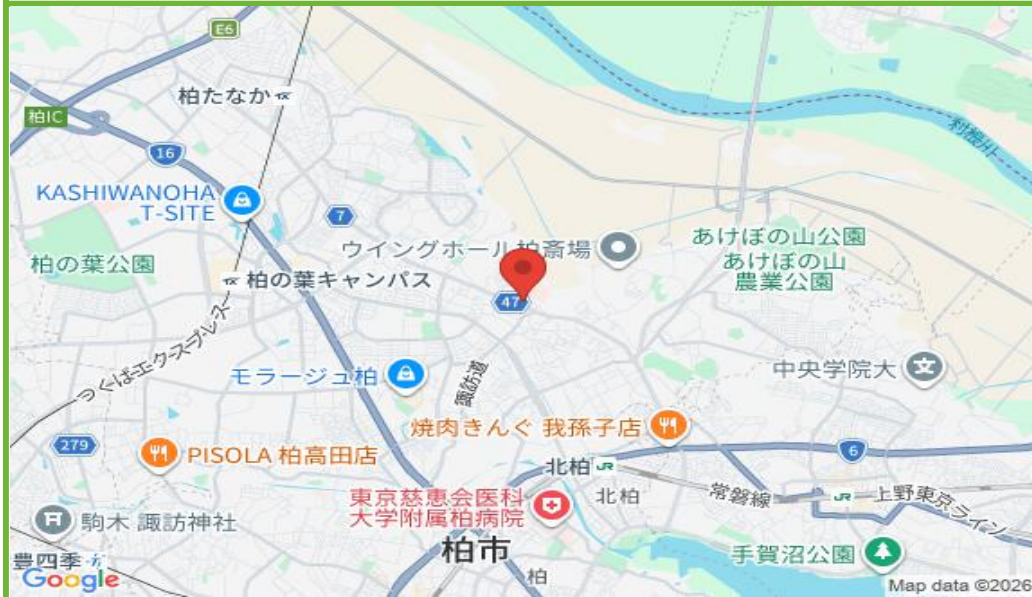 E6
柏たなか
柏IC
16
利根川
KASHIWANOHA
T-SITE
7
ウイングホール柏斎場
あけぼの山公園
あけぼの山
農業公園
柏の葉公園
柏の葉キャンパス
47
つくばエクスプレス
モラージュ柏
諏訪道
中央学院大
焼肉きんぐ 我孫子店
279
PISOLA 柏高田店
6
北柏
JR
東京慈恵会医科
大学附属柏病院
北柏
常磐線
JR
上野東京ライン
駒木 諏訪神社
柏市
手賀沼公園
豊四季
柏
Google
Map data ©2026